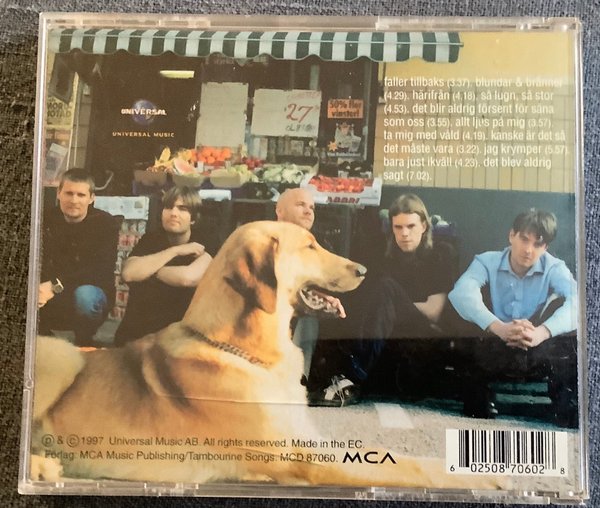 faller tillbaks (3.37). blundar & bränner
(4.29). härifrån (4.18). så lugn, så stor
(4.53). det blir aldrig försent för såna
som oss (3.55). allt ljus på mig (3.57).
ta mig med våld (4.19). kanske är det så
det måste vara (3.22). jag krymper (5.57).
bara just ikväll (4.23). det blev aldrig
sagt (7.02).
UNIVERSAL
UNIVERSAL MUSIC
27
50% fler
vinster!
℗ & © 1997 Universal Music AB. All rights reserved. Made in the EC.
Förlag: MCA Music Publishing/Tambourine Songs. MCD 87060. MCA
6 02508 70602 8